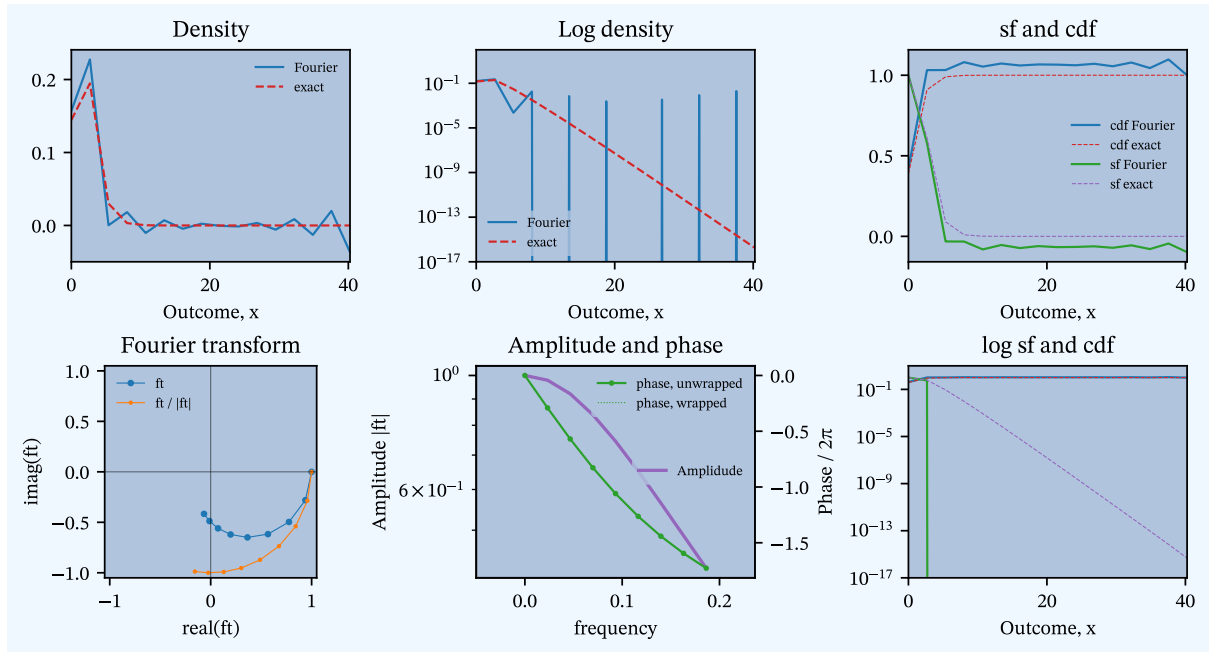 Density
Log density
sf and cdf
0.2
0.1
0.0
Fourier
exact
0
20
40
Outcome, x
10⁻¹
10⁻⁵
10⁻⁹
10⁻¹³
10⁻¹⁷
Fourier
exact
0
20
40
Outcome, x
1.0
0.5
0.0
cdf Fourier
cdf exact
sf Fourier
sf exact
0
20
40
Outcome, x
Fourier transform
Amplitude and phase
log sf and cdf
imag(ft)
1.0
0.5
0.0
−0.5
−1.0
ft
ft / |ft|
−1
0
1
real(ft)
Amplitude |ft|
10⁰
6 × 10⁻¹
phase, unwrapped
phase, wrapped
Amplidude
0.0
−0.5
−1.0
−1.5
Phase / 2π
0.0
0.1
0.2
frequency
10⁻¹
10⁻⁵
10⁻⁹
10⁻¹³
10⁻¹⁷
0
20
40
Outcome, x